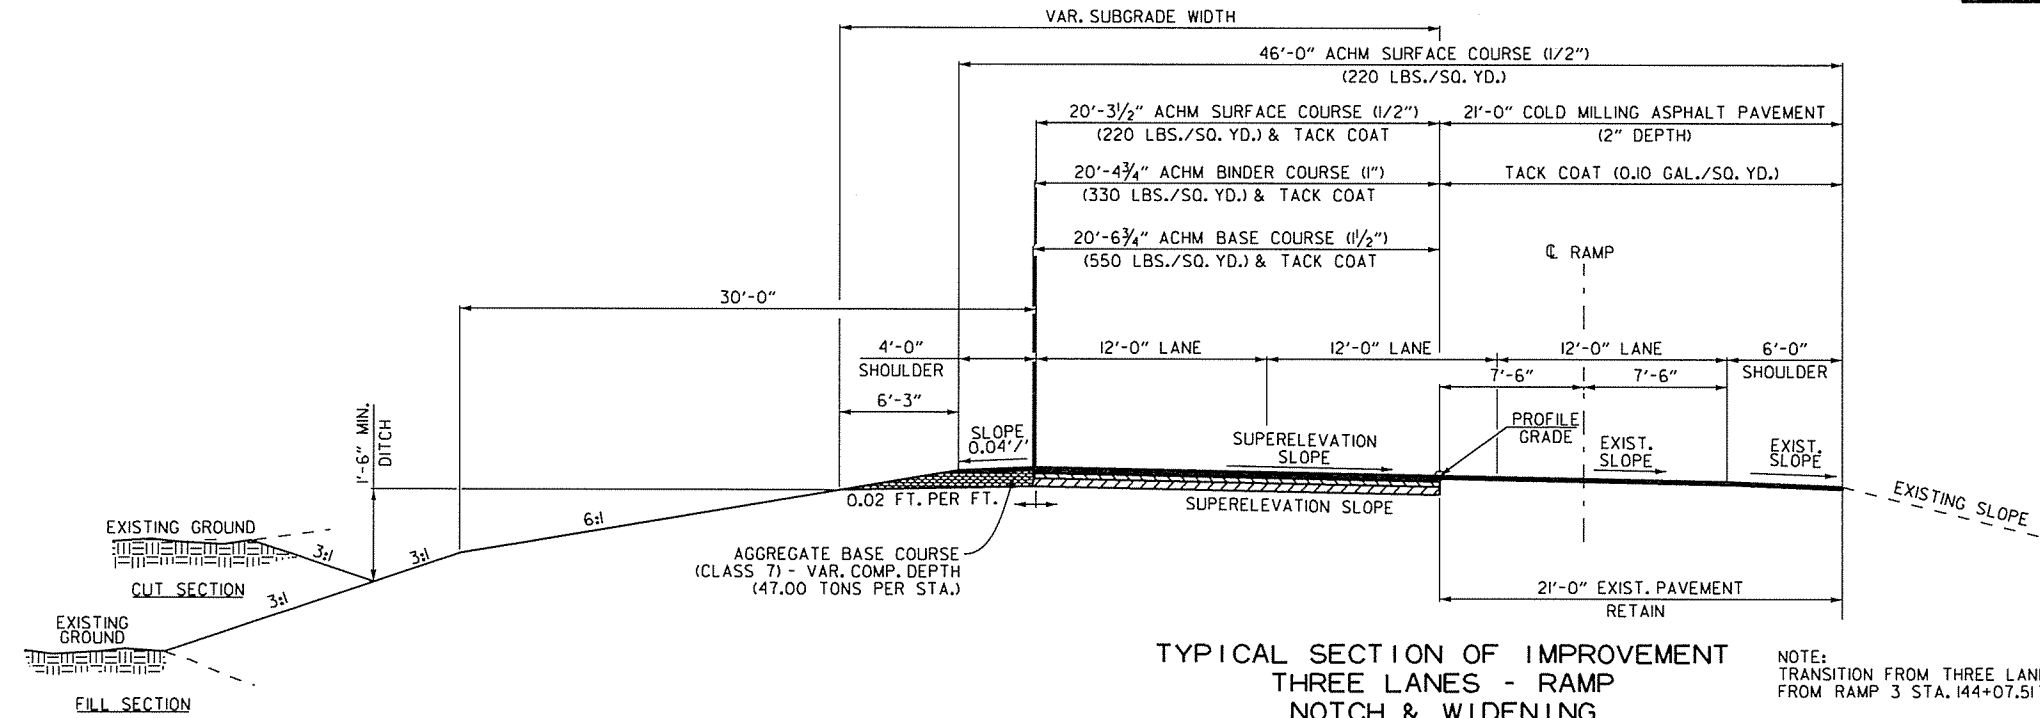 VAR. SUBGRADE WIDTH
46'-0" ACHM SURFACE COURSE (1/2")
(220 LBS./SQ. YD.)
20'-3½" ACHM SURFACE COURSE (1/2")
(220 LBS./SQ. YD.) & TACK COAT
21'-0" COLD MILLING ASPHALT PAVEMENT
(2" DEPTH)
20'-4¾" ACHM BINDER COURSE (1")
(330 LBS./SQ. YD.) & TACK COAT
TACK COAT (0.10 GAL./SQ. YD.)
20'-6¾" ACHM BASE COURSE (1½")
(550 LBS./SQ. YD.) & TACK COAT
℄ RAMP
30'-0"
4'-0"
SHOULDER
12'-0" LANE
12'-0" LANE
12'-0" LANE
6'-0"
SHOULDER
7'-6"
7'-6"
6'-3"
1'-6" MIN.
DITCH
SLOPE
0.04'/'
SUPERELEVATION
SLOPE
PROFILE
GRADE
EXIST.
SLOPE
EXIST.
SLOPE
EXISTING SLOPE
0.02 FT. PER FT.
SUPERELEVATION SLOPE
6:1
EXISTING GROUND
3:1
3:1
CUT SECTION
3:1
AGGREGATE BASE COURSE
(CLASS 7) - VAR. COMP. DEPTH
(47.00 TONS PER STA.)
21'-0" EXIST. PAVEMENT
RETAIN
EXISTING
GROUND
FILL SECTION
TYPICAL SECTION OF IMPROVEMENT
THREE LANES - RAMP
NOTCH & WIDENING
NOTE:
TRANSITION FROM THREE LANE
FROM RAMP 3 STA. 144+07.51